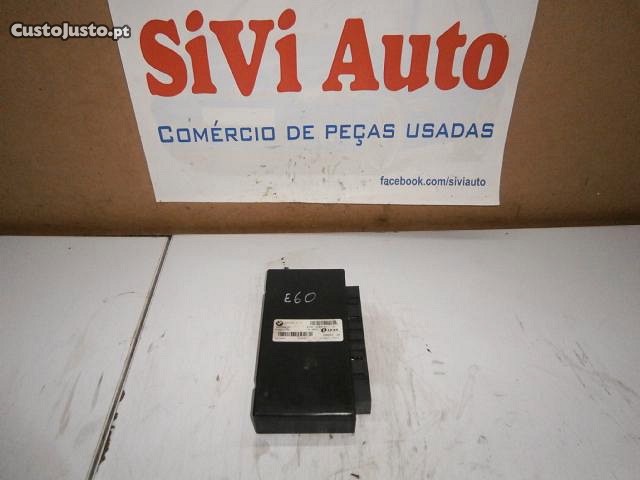 CustoJusto.pt
SiVi Auto
COMÉRCIO DE PEÇAS USADAS
facebook.com/siviauto
E60